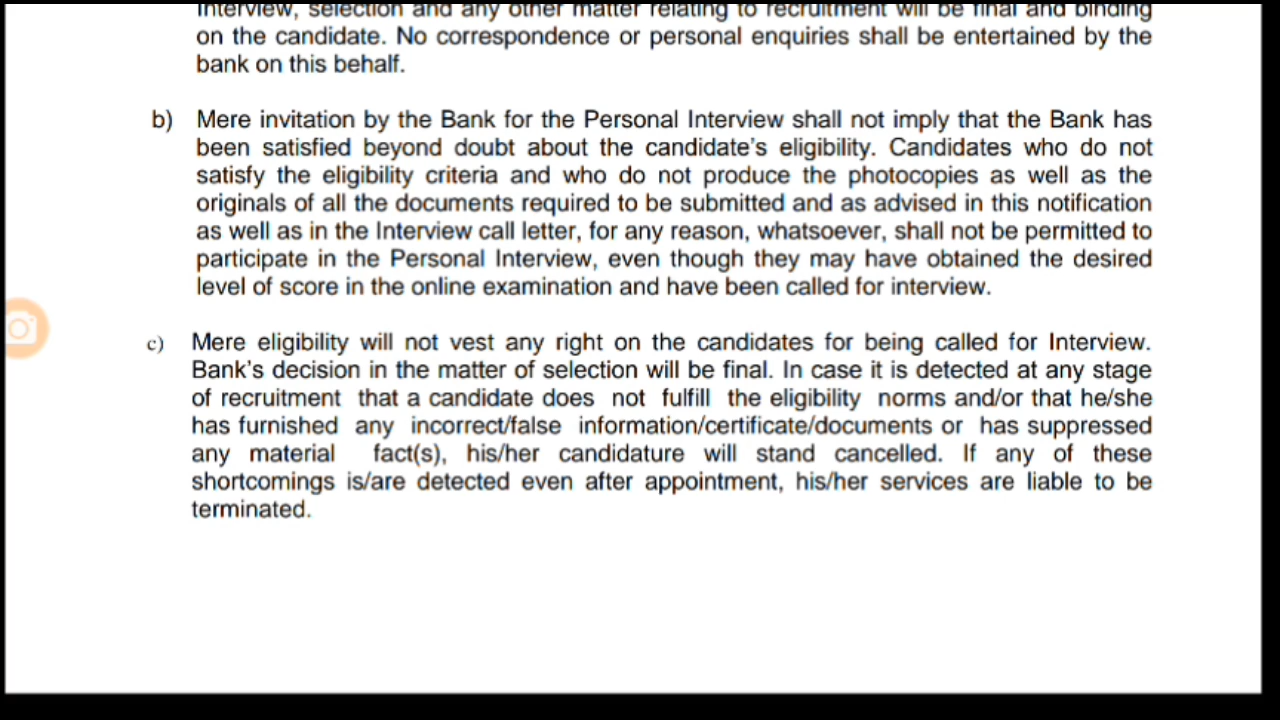 Interview, selection and any other matter relating to recruitment will be final and binding
on the candidate. No correspondence or personal enquiries shall be entertained by the
bank on this behalf.
b) Mere invitation by the Bank for the Personal Interview shall not imply that the Bank has
been satisfied beyond doubt about the candidate's eligibility. Candidates who do not
satisfy the eligibility criteria and who do not produce the photocopies as well as the
originals of all the documents required to be submitted and as advised in this notification
as well as in the Interview call letter, for any reason, whatsoever, shall not be permitted to
participate in the Personal Interview, even though they may have obtained the desired
level of score in the online examination and have been called for interview.
c) Mere eligibility will not vest any right on the candidates for being called for Interview.
Bank's decision in the matter of selection will be final. In case it is detected at any stage
of recruitment that a candidate does not fulfill the eligibility norms and/or that he/she
has furnished any incorrect/false information/certificate/documents or has suppressed
any material fact(s), his/her candidature will stand cancelled. If any of these
shortcomings is/are detected even after appointment, his/her services are liable to be
terminated.